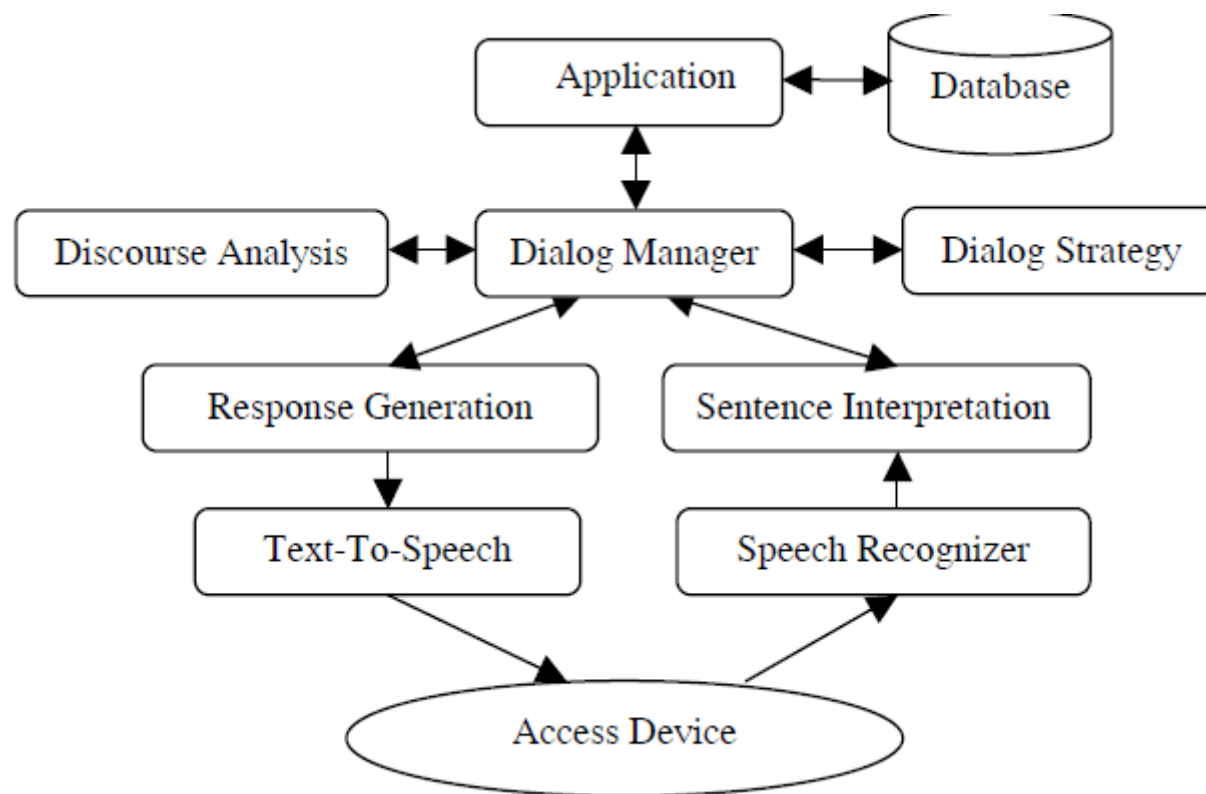 Application
Database
Discourse Analysis
Dialog Manager
Dialog Strategy
Response Generation
Sentence Interpretation
Text-To-Speech
Speech Recognizer
Access Device